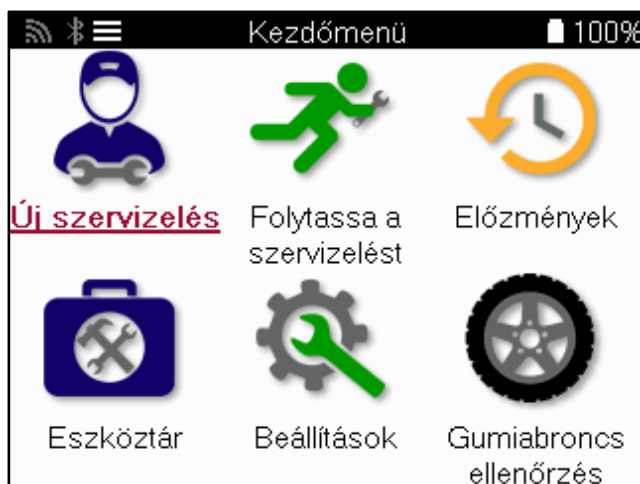 Kezdőmenü
100%
Új szervizelés
Folytassa a
szervizelést
Előzmények
Eszköztár
Beállítások
Gumiabroncs
ellenőrzés